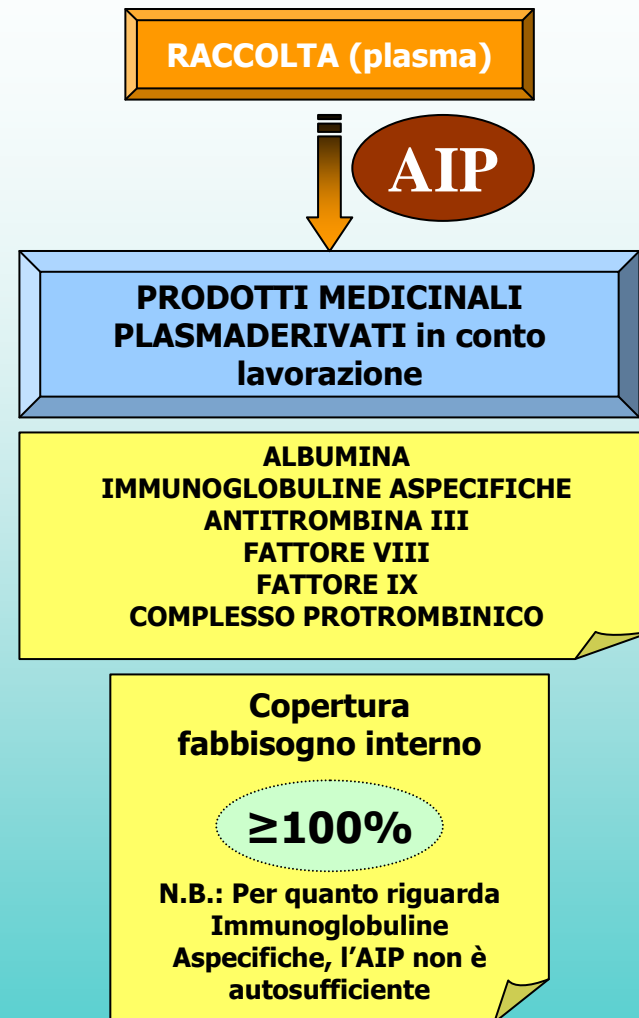 RACCOLTA (plasma)
AIP
PRODOTTI MEDICINALI
PLASMADERIVATI in conto
lavorazione
ALBUMINA
IMMUNOGLOBULINE ASPECIFICHE
ANTITROMBINA III
FATTORE VIII
FATTORE IX
COMPLESSO PROTROMBINICO
Copertura
fabbisogno interno
≥100%
N.B.: Per quanto riguarda
Immunoglobuline
Aspecifiche, l’AIP non è
autosufficiente